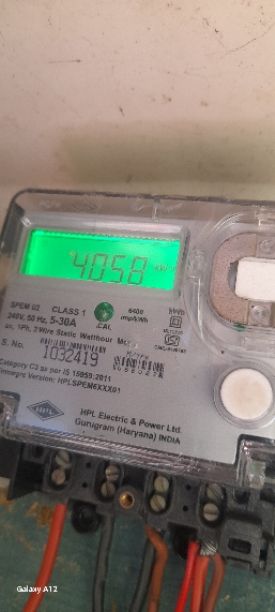 4058
kWh
SPEM 02
CLASS 1
6400
imp/kWh
240V, 50 Hz, 5-30A
.CAL
ac, 1Ph, 2 Wire Static Watthour
S. No.
1032419
Category C3 as per IS 15959:2011
Firmware Version: HPLSPEM6XXX01
HPL
HPL Electric & Power Ltd.
Gurugram (Haryana) INDIA
Galaxy A12